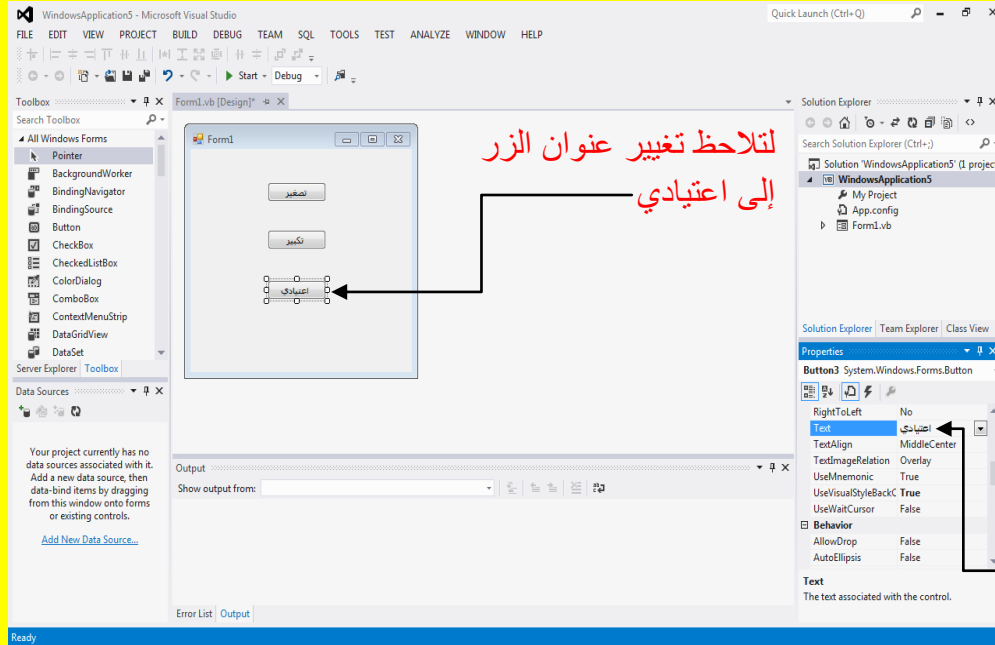 WindowsApplication5 - Microsoft Visual Studio
Quick Launch (Ctrl+Q)
FILE EDIT VIEW PROJECT BUILD DEBUG TEAM SQL TOOLS TEST ANALYZE WINDOW HELP
Start Debug
Toolbox
Search Toolbox
All Windows Forms
Pointer
BackgroundWorker
BindingNavigator
BindingSource
Button
CheckBox
CheckedListBox
ColorDialog
ComboBox
ContextMenuStrip
DataGridView
DataSet
Server Explorer Toolbox
Data Sources
Your project currently has no
data sources associated with it.
Add a new data source, then
data-bind items by dragging
from this window onto forms
or existing controls.
Add New Data Source...
Form1.vb [Design]*
Form1
تصغير
تكبير
اعتيادي
لتلاحظ تغيير عنوان الزر
إلى اعتيادي
Output
Show output from:
Error List Output
Solution Explorer
Search Solution Explorer (Ctrl+;)
Solution 'WindowsApplication5' (1 project
WindowsApplication5
My Project
App.config
Form1.vb
Solution Explorer Team Explorer Class View
Properties
Button3 System.Windows.Forms.Button
RightToLeft No
Text اعتيادي
TextAlign MiddleCenter
TextImageRelation Overlay
UseMnemonic True
UseVisualStyleBackC True
UseWaitCursor False
Behavior
AllowDrop False
AutoEllipsis False
Text
The text associated with the control.
Ready